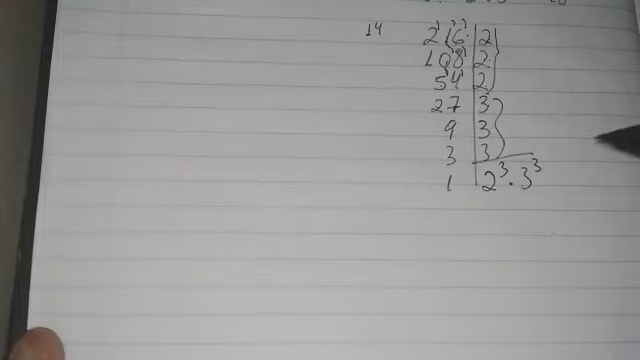 14 216 | 2
108 | 2
54 | 2
27 | 3
9 | 3
3 | 3
1 | 2³ · 3³